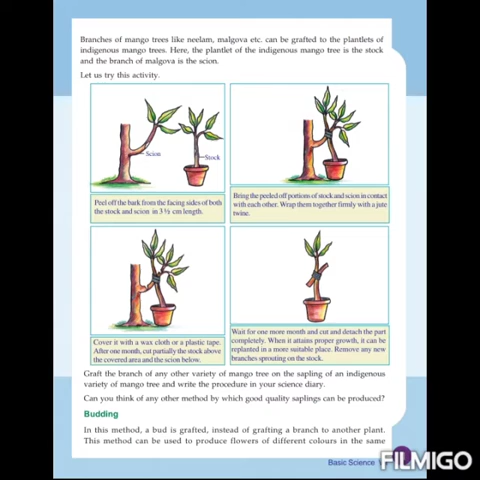 Branches of mango trees like neelam, malgova etc. can be grafted to the plantlets of
indigenous mango trees. Here, the plantlet of the indigenous mango tree is the stock
and the branch of malgova is the scion.
Let us try this activity.
Scion
Stock
Peel off the bark from the facing sides of both
the stock and scion in 3 ½ cm length.
Bring the peeled off portions of stock and scion in contact
with each other. Wrap them together firmly with a jute
twine.
Cover it with a wax cloth or a plastic tape.
After one month, cut partially the stock above
the covered area and the scion below.
Wait for one more month and cut and detach the part
completely. When it attains proper growth, it can be
replanted in a more suitable place. Remove any new
branches sprouting on the stock.
Graft the branch of any other variety of mango tree on the sapling of an indigenous
variety of mango tree and write the procedure in your science diary.
Can you think of any other method by which good quality saplings can be produced?
Budding
In this method, a bud is grafted, instead of grafting a branch to another plant.
This method can be used to produce flowers of different colours in the same
Basic Science
FILMIGO